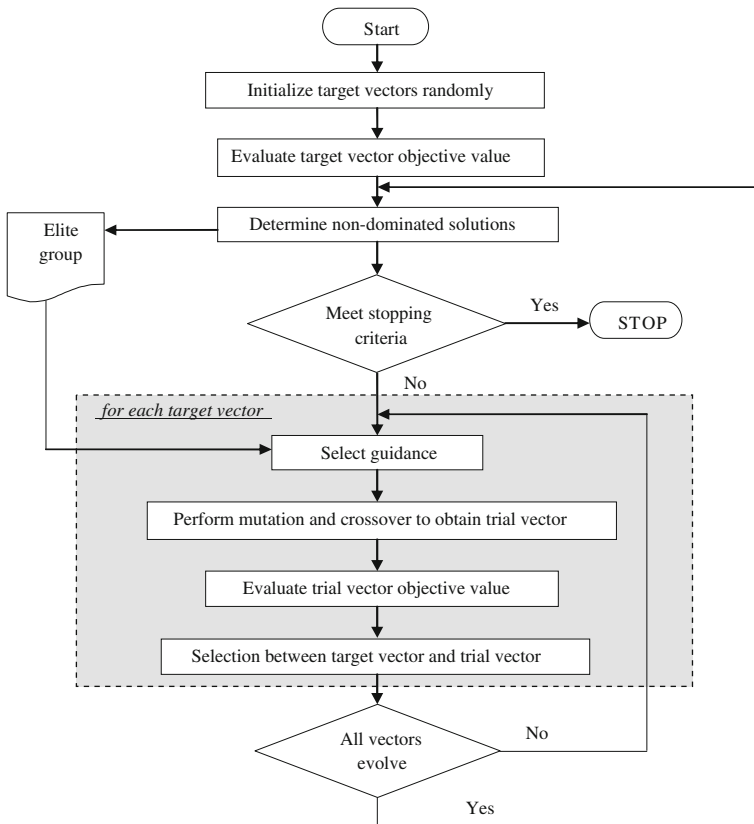 Start
Initialize target vectors randomly
Evaluate target vector objective value
Determine non-dominated solutions
Elite
group
Meet stopping
criteria
Yes
STOP
No
for each target vector
Select guidance
Perform mutation and crossover to obtain trial vector
Evaluate trial vector objective value
Selection between target vector and trial vector
All vectors
evolve
No
Yes